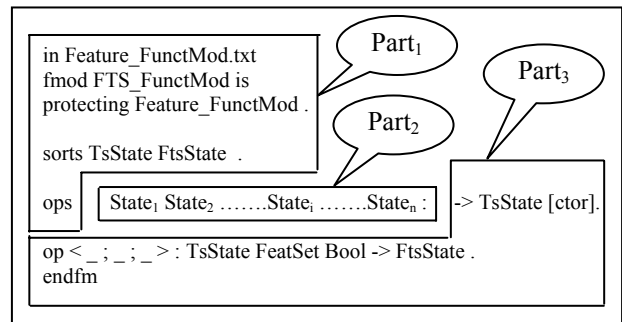 in Feature_FunctMod.txt
fmod FTS_FunctMod is
protecting Feature_FunctMod .
sorts TsState FtsState .
ops State₁ State₂ …….Stateᵢ …….Stateₙ : -> TsState [ctor].
op < _ ; _ ; _ > : TsState FeatSet Bool -> FtsState .
endfm
Part₁
Part₂
Part₃